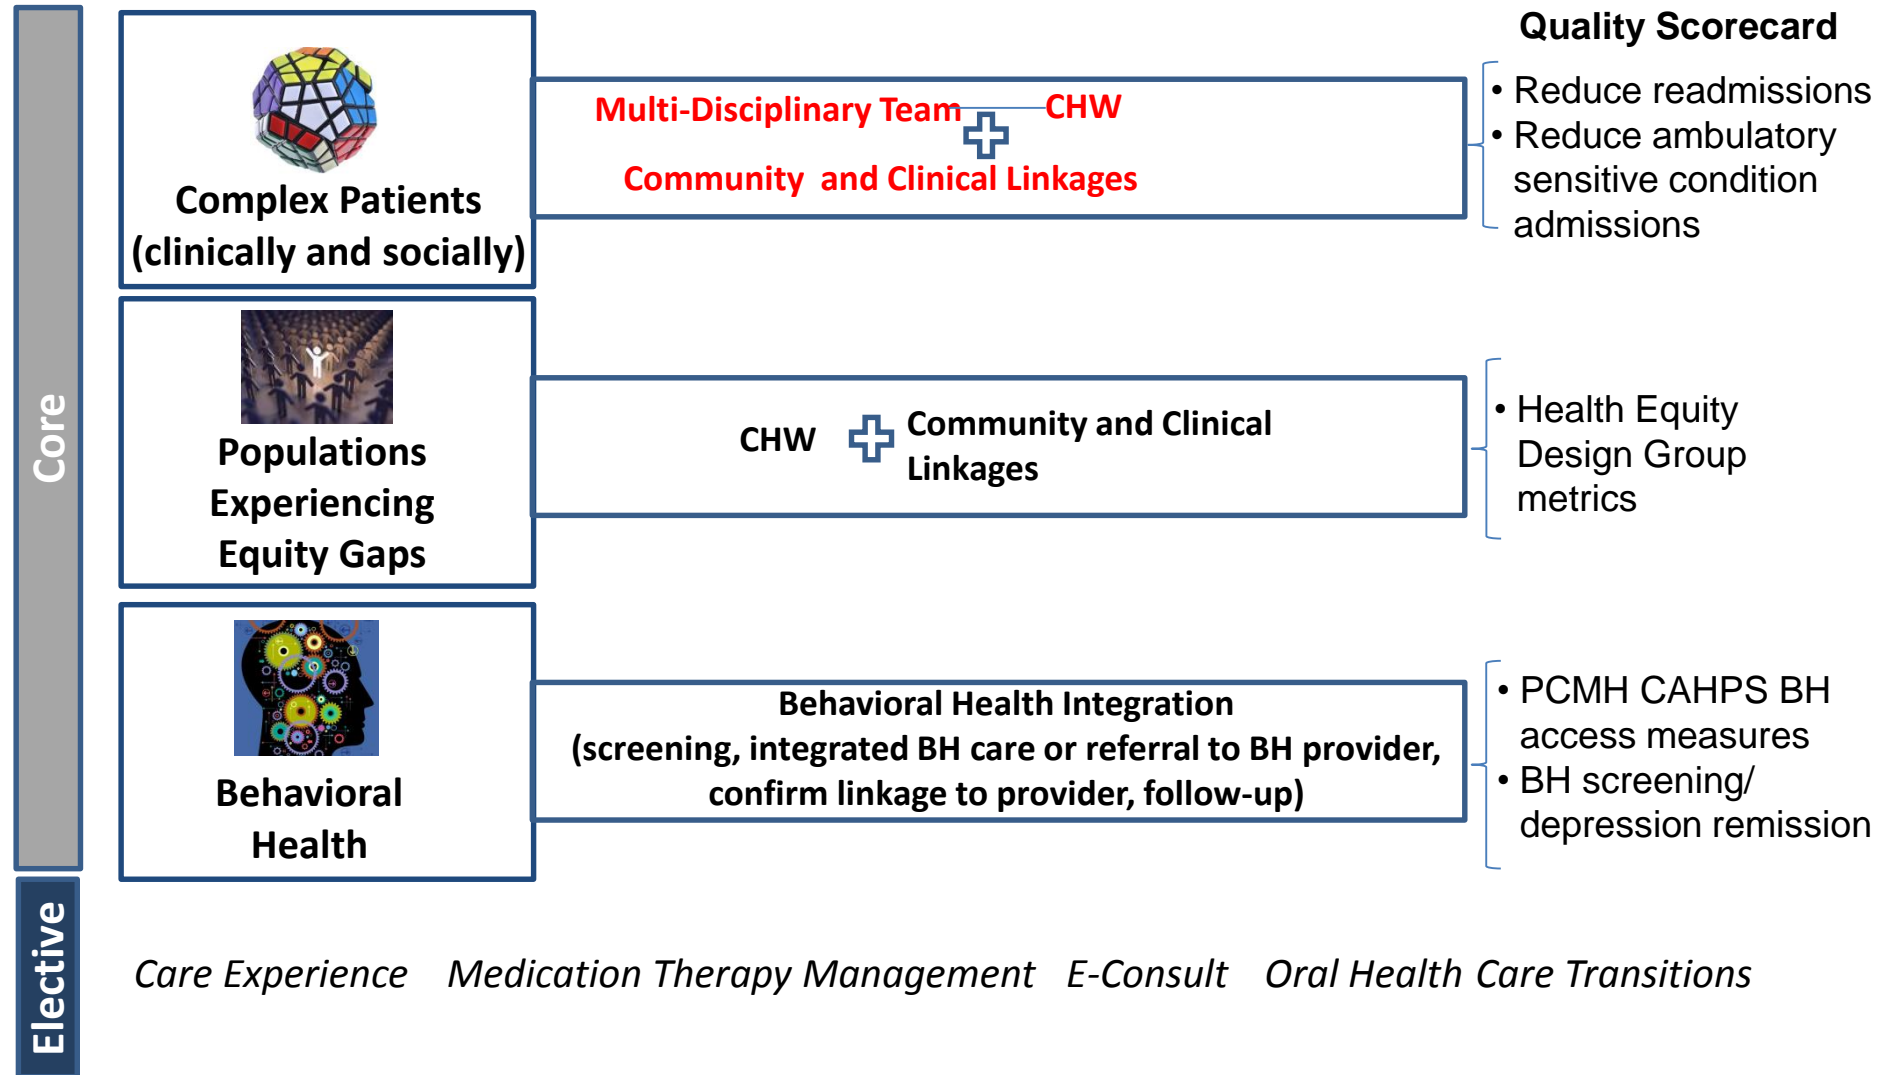 Quality Scorecard
Core
Complex Patients
(clinically and socially)
Multi-Disciplinary Team CHW
Community and Clinical Linkages
• Reduce readmissions
• Reduce ambulatory
sensitive condition
admissions
Populations
Experiencing
Equity Gaps
CHW
Community and Clinical
Linkages
• Health Equity
Design Group
metrics
Behavioral
Health
Behavioral Health Integration
(screening, integrated BH care or referral to BH provider,
confirm linkage to provider, follow-up)
• PCMH CAHPS BH
access measures
• BH screening/
depression remission
Elective
Care Experience Medication Therapy Management E-Consult Oral Health Care Transitions